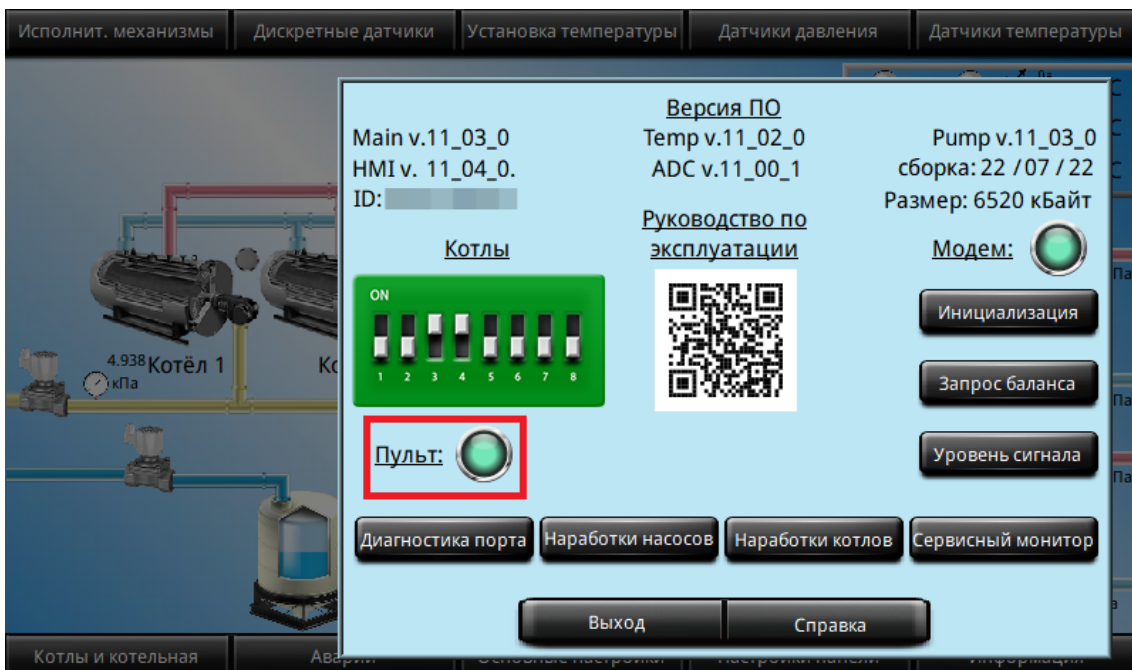 Исполнит. механизмы
Дискретные датчики
Установка температуры
Датчики давления
Датчики температуры
Версия ПО
Main v.11_03_0
Temp v.11_02_0
Pump v.11_03_0
HMI v. 11_04_0.
ADC v.11_00_1
сборка: 22 /07 / 22
ID:
Размер: 6520 кБайт
Руководство по
эксплуатации
Котлы
Модем:
ON
1 2 3 4 5 6 7 8
Инициализация
Запрос баланса
Уровень сигнала
4.938
кПа
Котёл 1
Пульт:
Диагностика порта
Наработки насосов
Наработки котлов
Сервисный монитор
Выход
Справка
Котлы и котельная